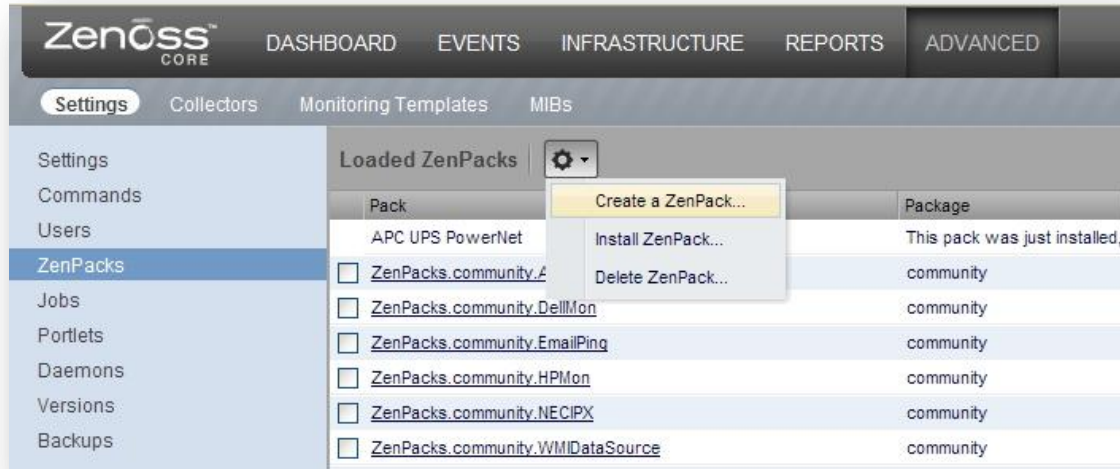 Zenoss™
CORE
DASHBOARD EVENTS INFRASTRUCTURE REPORTS ADVANCED
Settings Collectors Monitoring Templates MIBs
Settings
Commands
Users
ZenPacks
Jobs
Portlets
Daemons
Versions
Backups
Loaded ZenPacks
Create a ZenPack...
Install ZenPack...
Delete ZenPack...
Pack Package
APC UPS PowerNet This pack was just installed,
ZenPacks.community.A community
ZenPacks.community.DellMon community
ZenPacks.community.EmailPing community
ZenPacks.community.HPMon community
ZenPacks.community.NECIPX community
ZenPacks.community.WMIDataSource community